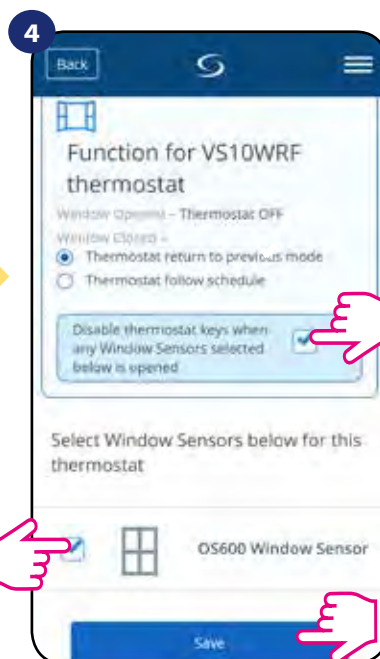 4
Back
Function for VS10WRF
thermostat
Window Opened – Thermostat OFF
Window Closed –
Thermostat return to previous mode
Thermostat follow schedule
Disable thermostat keys when
any Window Sensors selected
below is opened
Select Window Sensors below for this
thermostat
OS600 Window Sensor
Save